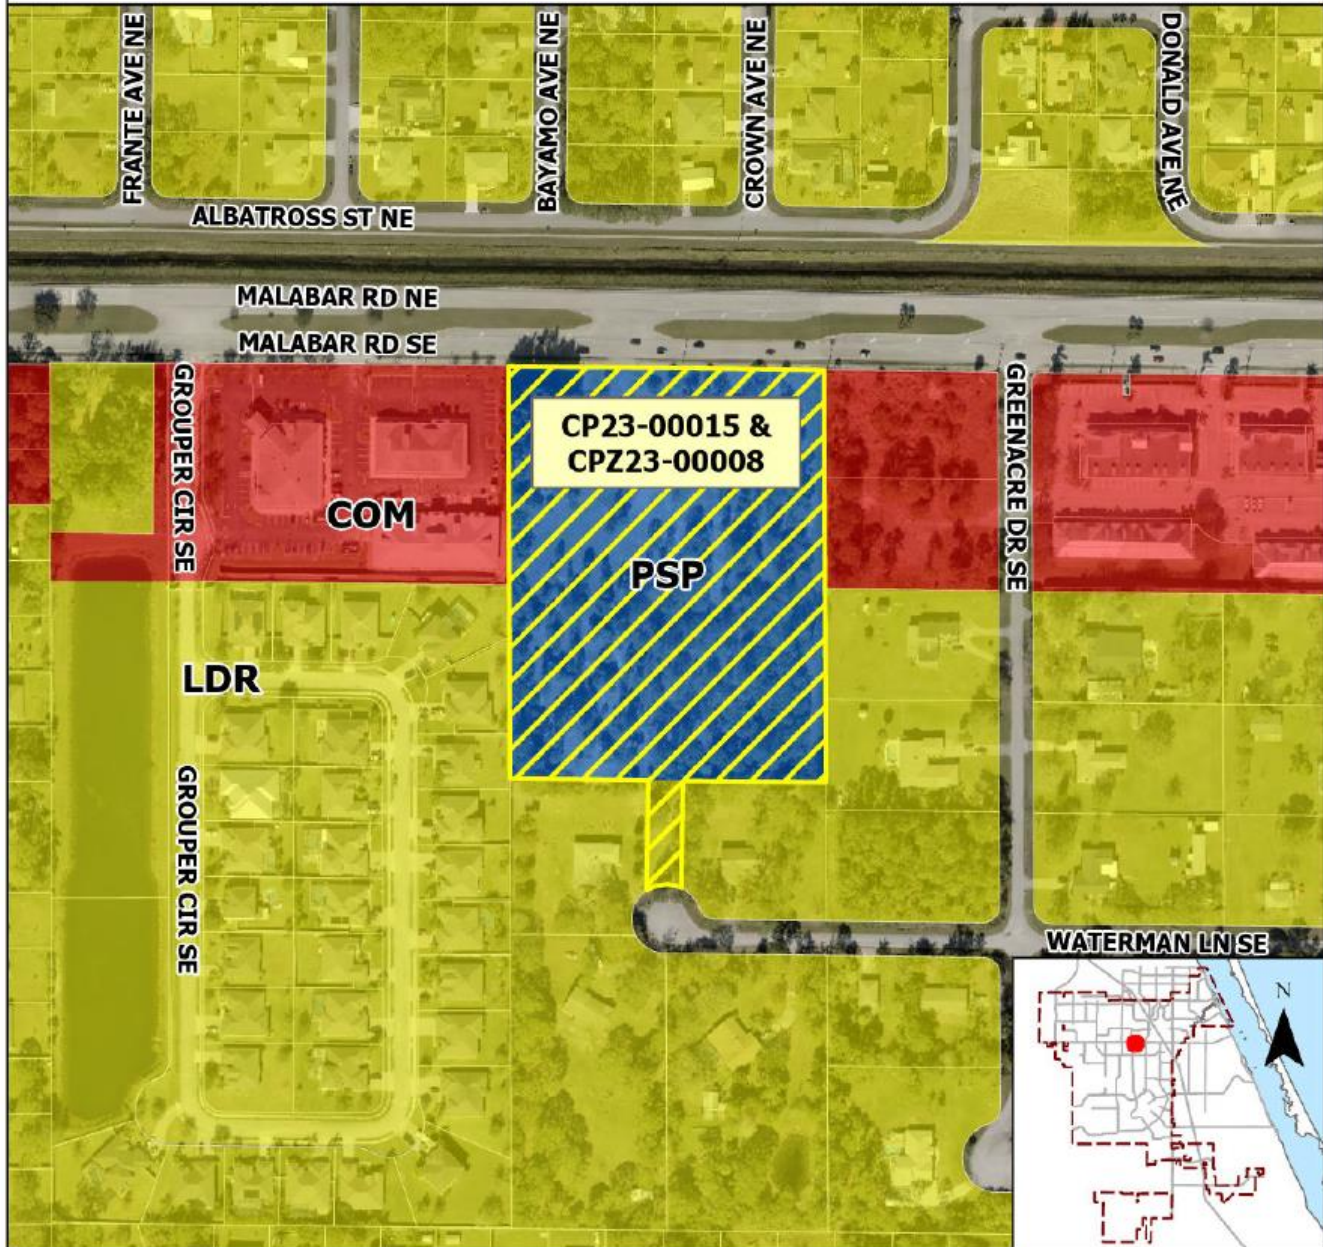 FRANTE AVE NE
BAYAMO AVE NE
CROWN AVE NE
DONALD AVE NE
ALBATROSS ST NE
MALABAR RD NE
MALABAR RD SE
GROUPER CIR SE
CP23-00015 &
CPZ23-00008
GREENACRE DR SE
COM
PSP
LDR
GROUPER CIR SE
WATERMAN LN SE
N